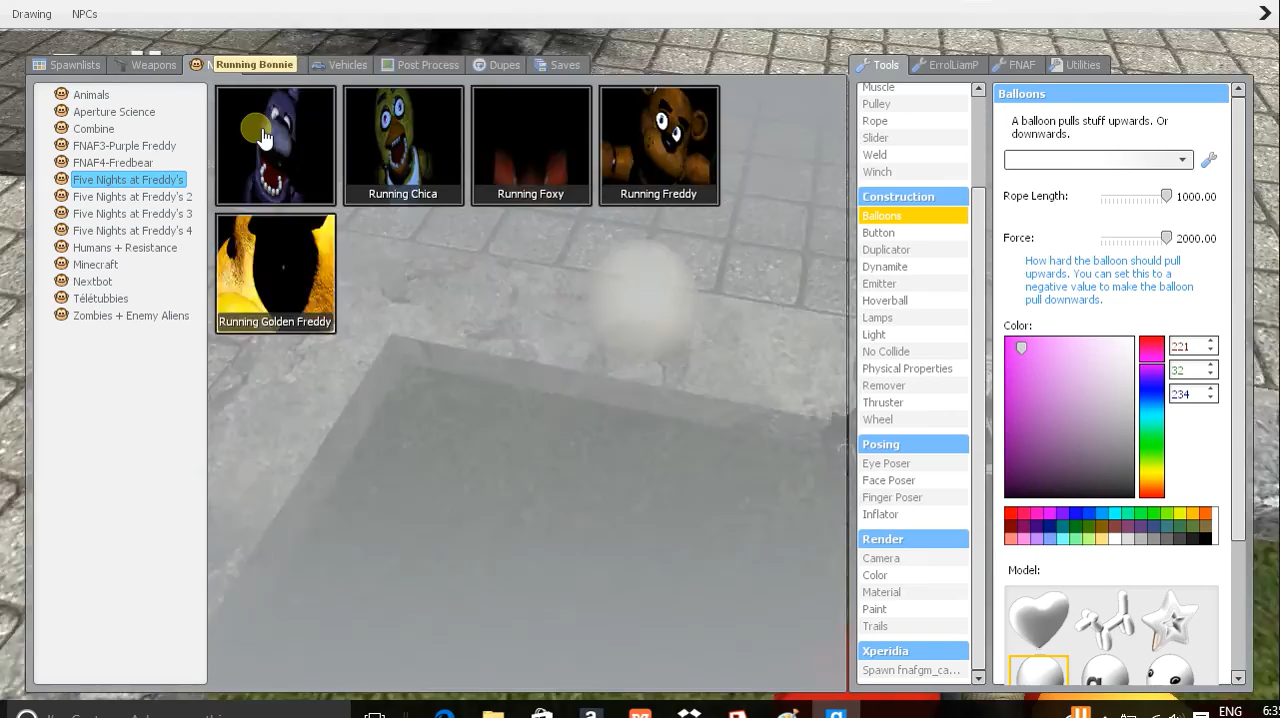 Drawing NPCs
Spawnlists Weapons N Running Bonnie Vehicles Post Process Dupes Saves
Animals
Aperture Science
Combine
FNAF3-Purple Freddy
FNAF4-Fredbear
Five Nights at Freddy's
Five Nights at Freddy's 2
Five Nights at Freddy's 3
Five Nights at Freddy's 4
Humans + Resistance
Minecraft
Nextbot
Télétubbies
Zombies + Enemy Aliens
Running Chica Running Foxy Running Freddy
Running Golden Freddy
Tools ErrolLiamP FNAF Utilities
Muscle
Pulley
Rope
Slider
Weld
Winch
Construction
Balloons
Button
Duplicator
Dynamite
Emitter
Hoverball
Lamps
Light
No Collide
Physical Properties
Remover
Thruster
Wheel
Posing
Eye Poser
Face Poser
Finger Poser
Inflator
Render
Camera
Color
Material
Paint
Trails
Xperidia
Spawn fnafgm_ca...
Balloons
A balloon pulls stuff upwards. Or
downwards.
Rope Length: 1000.00
Force: 2000.00
How hard the balloon should pull
upwards. You can set this to a
negative value to make the balloon
pull downwards.
Color:
221
32
234
Model:
ENG